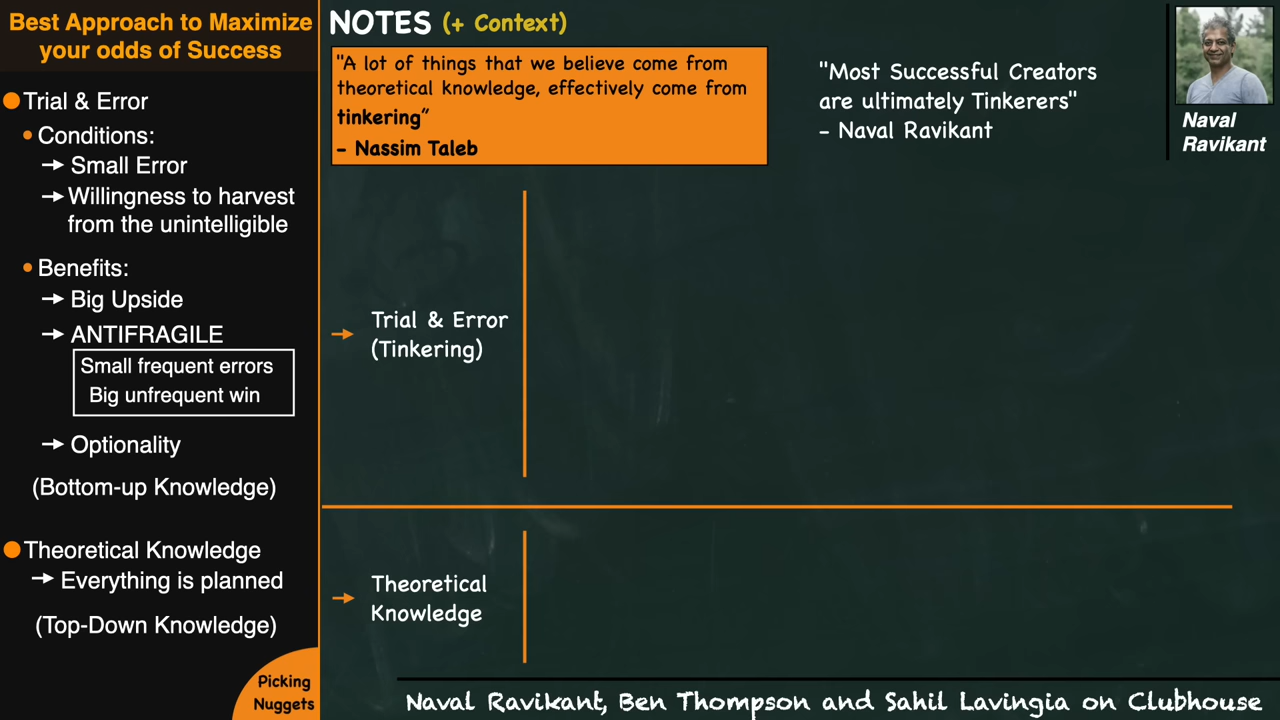 Best Approach to Maximize
your odds of Success
Trial & Error
Conditions:
→ Small Error
→ Willingness to harvest
from the unintelligible
Benefits:
→ Big Upside
→ ANTIFRAGILE
Small frequent errors
Big unfrequent win
→ Optionality
(Bottom-up Knowledge)
Theoretical Knowledge
→ Everything is planned
(Top-Down Knowledge)
Picking
Nuggets
NOTES (+ Context)
"A lot of things that we believe come from
theoretical knowledge, effectively come from
tinkering”
- Nassim Taleb
"Most Successful Creators
are ultimately Tinkerers"
- Naval Ravikant
Naval
Ravikant
→ Trial & Error
(Tinkering)
→ Theoretical
Knowledge
Naval Ravikant, Ben Thompson and Sahil Lavingia on Clubhouse